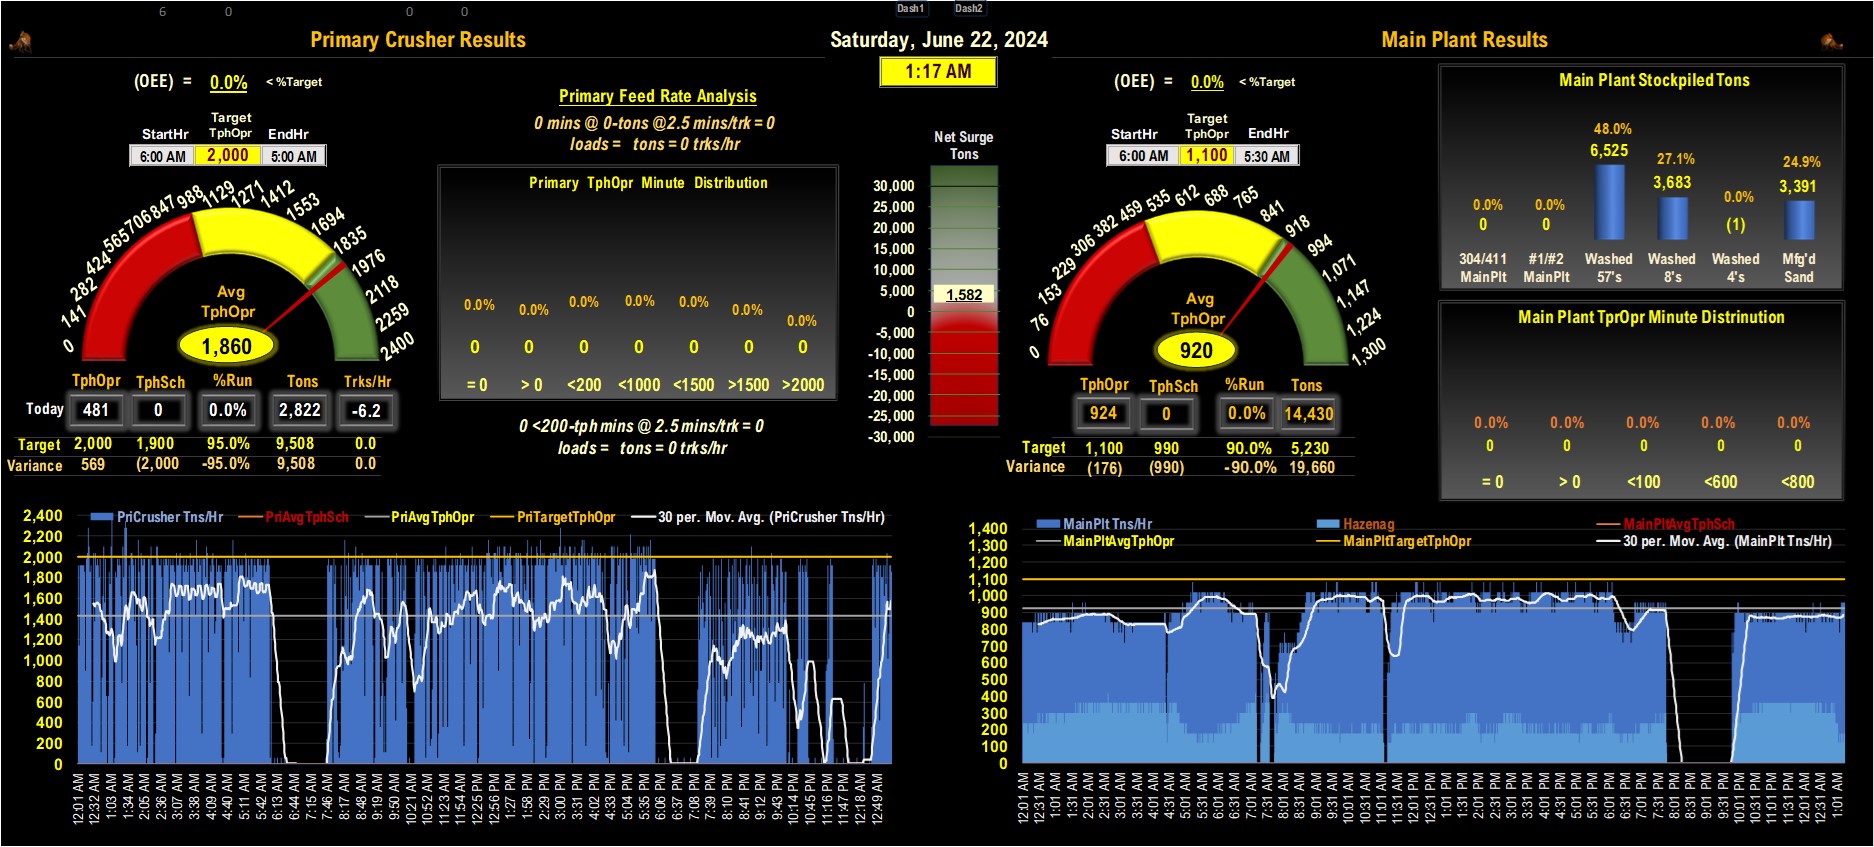 6 0 0 0 Dash1 Dash2
Primary Crusher Results
Saturday, June 22, 2024
Main Plant Results
1:17 AM
(OEE) = 0.0% < %Target
Target
StartHr TphOpr EndHr
6:00 AM 2,000 5:00 AM
0 141 282 424 565 706 847 988 1129 1271 1412 1553 1694 1835 1976 2118 2259 2400
Avg
TphOpr
1,860
TphOpr TphSch %Run Tons Trks/Hr
Today 481 0 0.0% 2,822 -6.2
Target 2,000 1,900 95.0% 9,508 0.0
Variance 569 (2,000 -95.0% 9,508 0.0
Primary Feed Rate Analysis
0 mins @ 0-tons @2.5 mins/trk = 0
loads = tons = 0 trks/hr
Primary TphOpr Minute Distribution
0.0% 0.0% 0.0% 0.0% 0.0% 0.0% 0.0%
0 0 0 0 0 0 0
= 0 > 0 <200 <1000 <1500 >1500 >2000
0 <200-tph mins @ 2.5 mins/trk = 0
loads = tons = 0 trks/hr
Net Surge
Tons
30,000
25,000
20,000
15,000
10,000
5,000
1,582
0
-5,000
-10,000
-15,000
-20,000
-25,000
-30,000
(OEE) = 0.0% < %Target
Target
StartHr TphOpr EndHr
6:00 AM 1,100 5:30 AM
0 76 153 229 306 382 459 535 612 688 765 841 918 994 1,071 1,147 1,224 1,300
Avg
TphOpr
920
TphOpr TphSch %Run Tons
924 0 0.0% 14,430
Target 1,100 990 90.0% 5,230
Variance (176) (990) -90.0% 19,660
Main Plant Stockpiled Tons
0.0% 0.0% 48.0% 27.1% 0.0% 24.9%
0 0 6,525 3,683 (1) 3,391
304/411 #1/#2 Washed Washed Washed Mfg'd
MainPlt MainPlt 57's 8's 4's Sand
Main Plant TprOpr Minute Distrinution
0.0% 0.0% 0.0% 0.0% 0.0%
0 0 0 0 0
= 0 > 0 <100 <600 <800
PriCrusher Tns/Hr PriAvgTphSch PriAvgTphOpr PriTargetTphOpr 30 per. Mov. Avg. (PriCrusher Tns/Hr)
2,400
2,200
2,000
1,800
1,600
1,400
1,200
1,000
800
600
400
200
0
12:01 AM 12:32 AM 1:03 AM 1:34 AM 2:05 AM 2:36 AM 3:07 AM 3:38 AM 4:09 AM 4:40 AM 5:11 AM 5:42 AM 6:13 AM 6:44 AM 7:15 AM 7:46 AM 8:17 AM 8:48 AM 9:19 AM 9:50 AM 10:21 AM 10:52 AM 11:23 AM 11:54 AM 12:25 PM 12:56 PM 1:27 PM 1:58 PM 2:29 PM 3:00 PM 3:31 PM 4:02 PM 4:33 PM 5:04 PM 5:35 PM 6:06 PM 6:37 PM 7:08 PM 7:39 PM 8:10 PM 8:41 PM 9:12 PM 9:43 PM 10:14 PM 10:45 PM 11:16 PM 11:47 PM 12:18 AM 12:49 AM
MainPlt Tns/Hr Hazenag MainPltAvgTphSch
MainPltAvgTphOpr MainPltTargetTphOpr 30 per. Mov. Avg. (MainPlt Tns/Hr)
1,400
1,300
1,200
1,100
1,000
900
800
700
600
500
400
300
200
100
0
12:01 AM 12:31 AM 1:01 AM 1:31 AM 2:01 AM 2:31 AM 3:01 AM 3:31 AM 4:01 AM 4:31 AM 5:01 AM 5:31 AM 6:01 AM 6:31 AM 7:01 AM 7:31 AM 8:01 AM 8:31 AM 9:01 AM 9:31 AM 10:01 AM 10:31 AM 11:01 AM 11:31 AM 12:01 PM 12:31 PM 1:01 PM 1:31 PM 2:01 PM 2:31 PM 3:01 PM 3:31 PM 4:01 PM 4:31 PM 5:01 PM 5:31 PM 6:01 PM 6:31 PM 7:01 PM 7:31 PM 8:01 PM 8:31 PM 9:01 PM 9:31 PM 10:01 PM 10:31 PM 11:01 PM 11:31 PM 12:01 AM 12:31 AM 1:01 AM